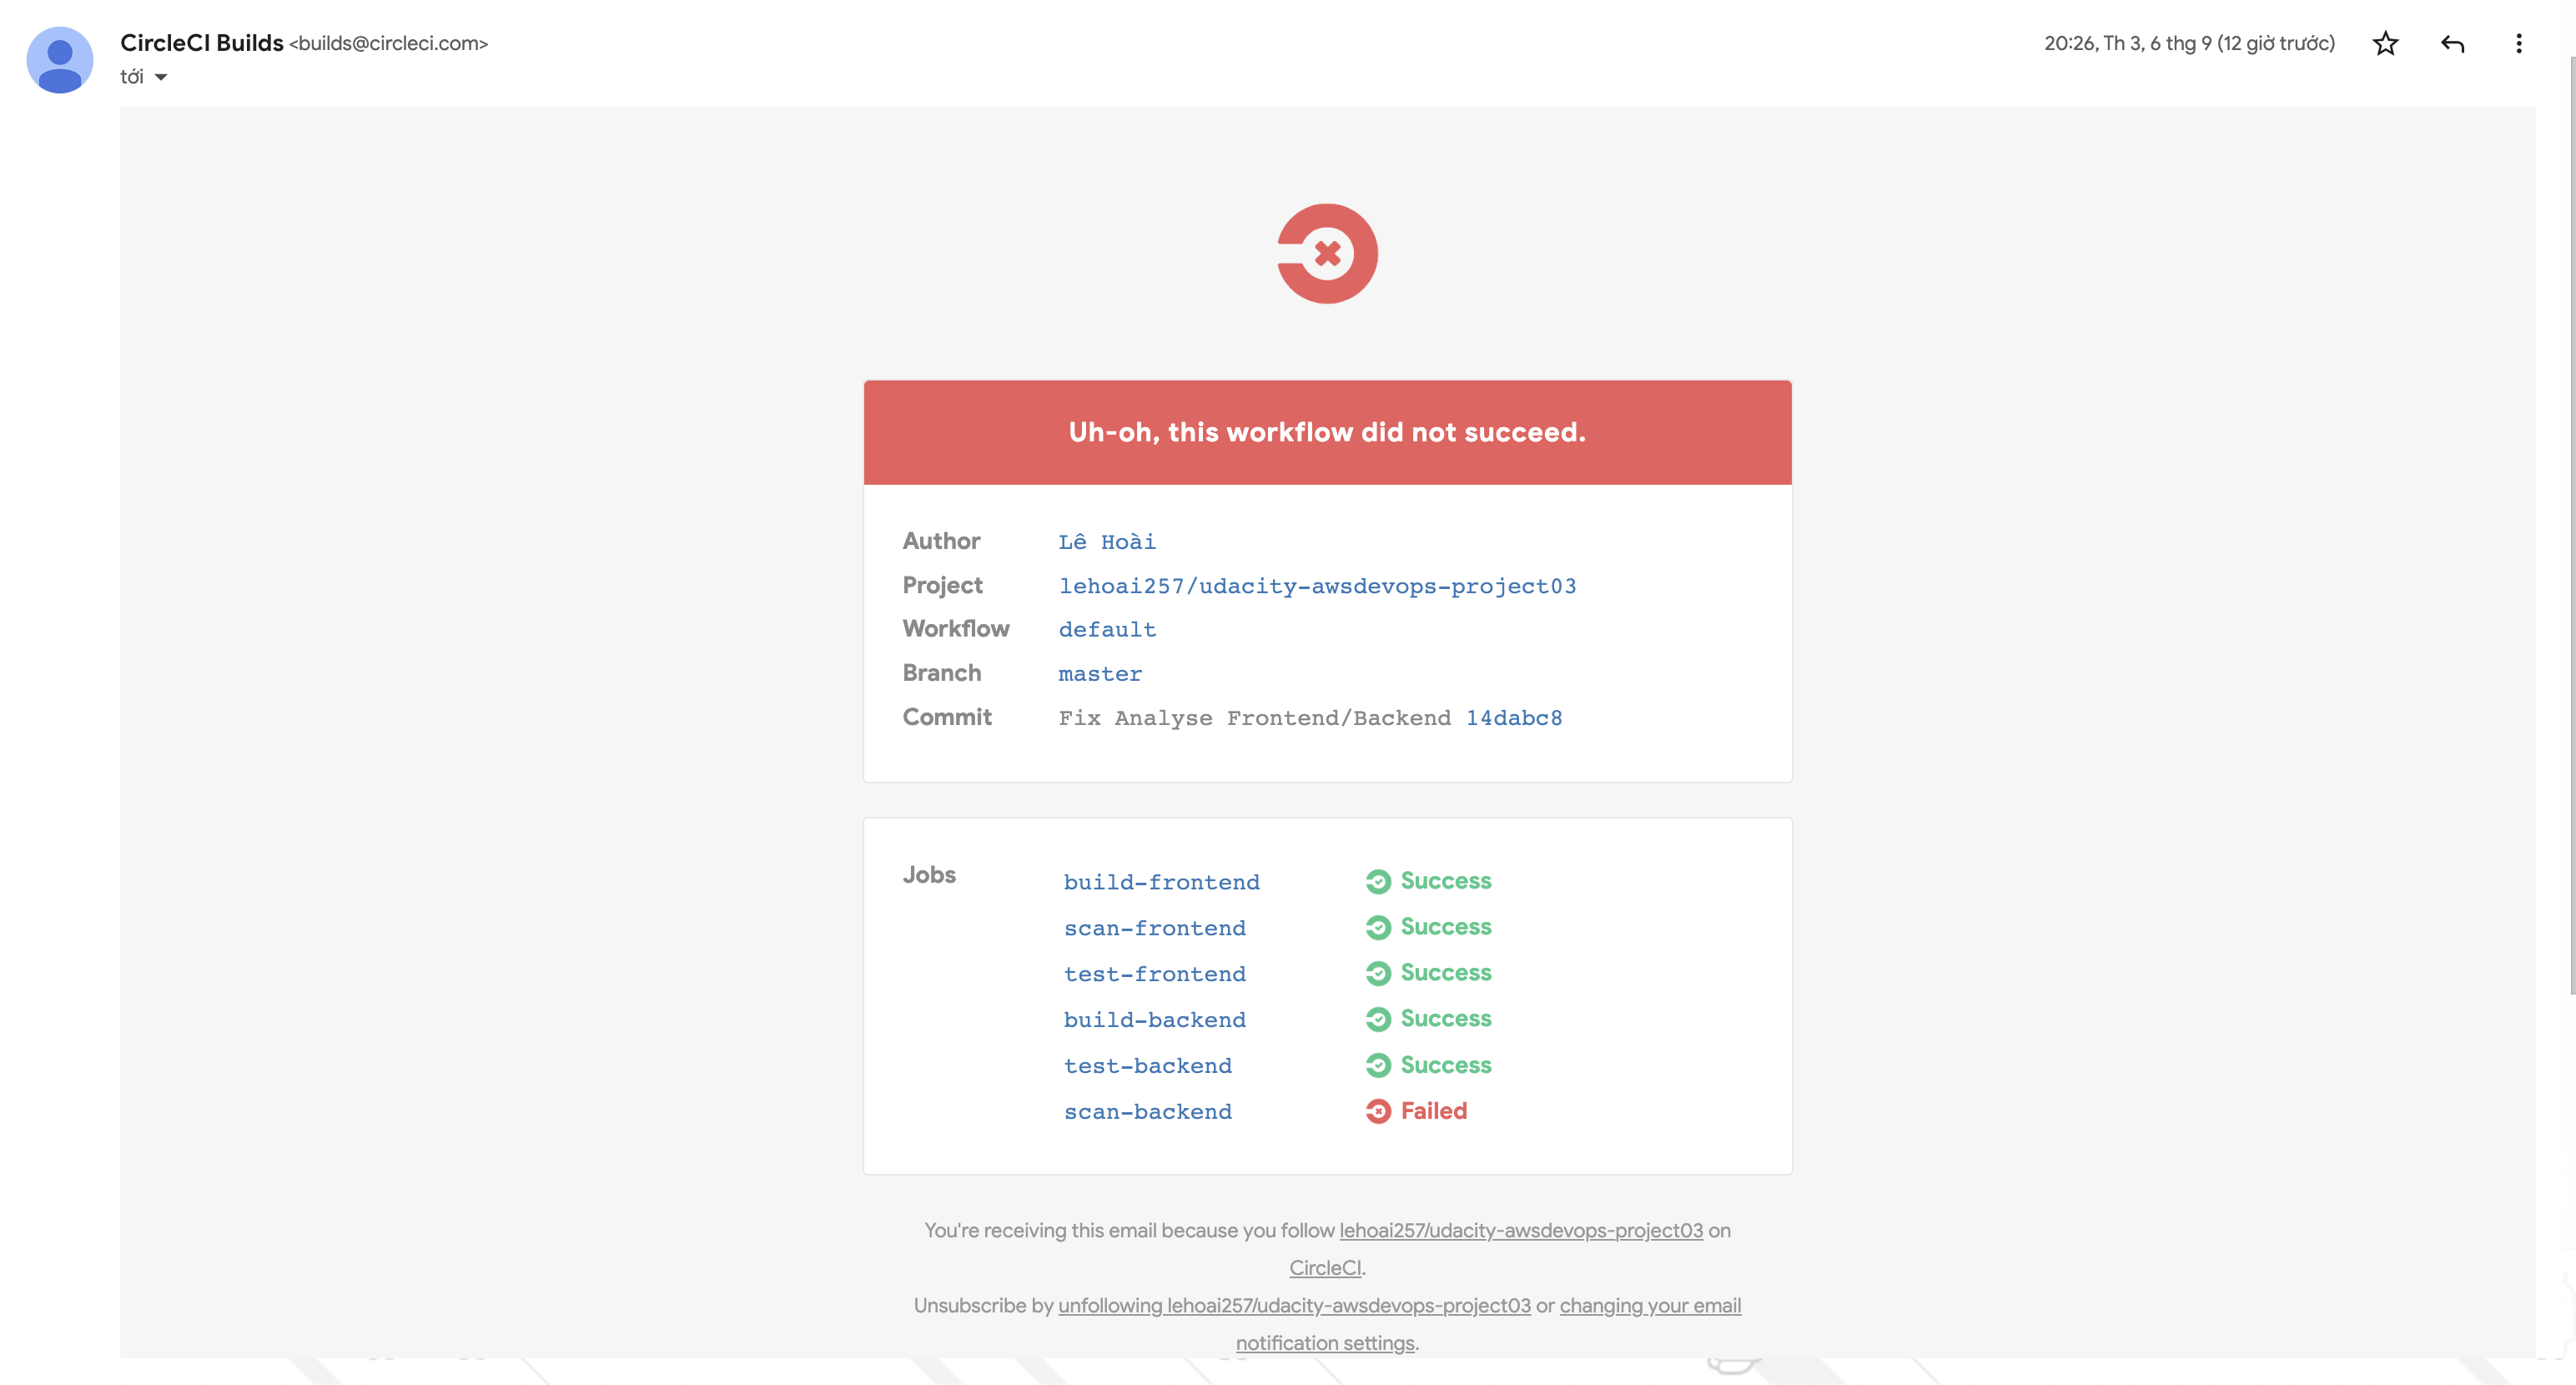 CircleCI Builds <builds@circleci.com>
20:26, Th 3, 6 thg 9 (12 giờ trước)
tới
Uh-oh, this workflow did not succeed.
Author Lê Hoài
Project lehoai257/udacity-awsdevops-project03
Workflow default
Branch master
Commit Fix Analyse Frontend/Backend 14dabc8
Jobs build-frontend Success
scan-frontend Success
test-frontend Success
build-backend Success
test-backend Success
scan-backend Failed
You're receiving this email because you follow lehoai257/udacity-awsdevops-project03 on
CircleCI.
Unsubscribe by unfollowing lehoai257/udacity-awsdevops-project03 or changing your email
notification settings.